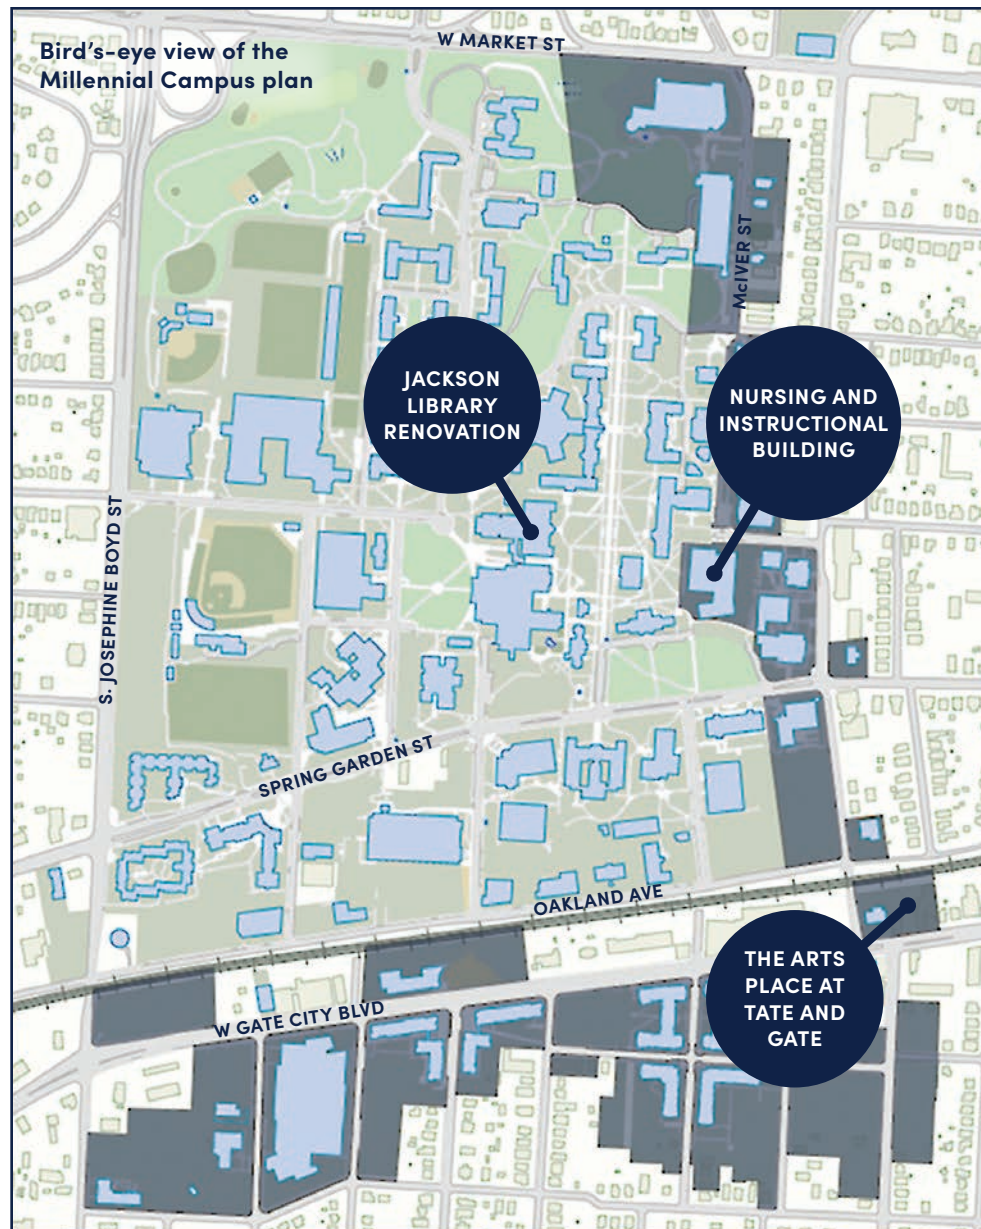 Bird's-eye view of the
Millennial Campus plan
W MARKET ST
McIVER ST
JACKSON
LIBRARY
RENOVATION
NURSING AND
INSTRUCTIONAL
BUILDING
S. JOSEPHINE BOYD ST
SPRING GARDEN ST
OAKLAND AVE
THE ARTS
PLACE AT
TATE AND
GATE
W GATE CITY BLVD